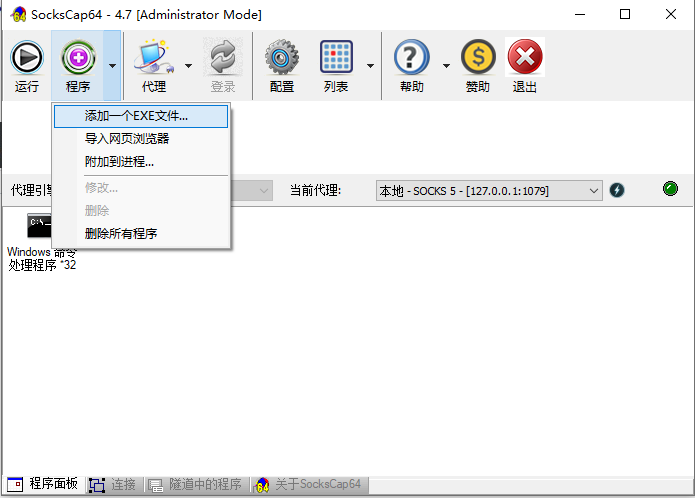 SocksCap64 - 4.7 [Administrator Mode]
运行 程序 代理 登录 配置 列表 帮助 赞助 退出
添加一个EXE文件...
导入网页浏览器
附加到进程...
修改...
删除
删除所有程序
代理引 当前代理: 本地 - SOCKS 5 - [127.0.0.1:1079]
C:\
Windows 命令
处理程序 *32
程序面板 连接 隧道中的程序 关于SocksCap64